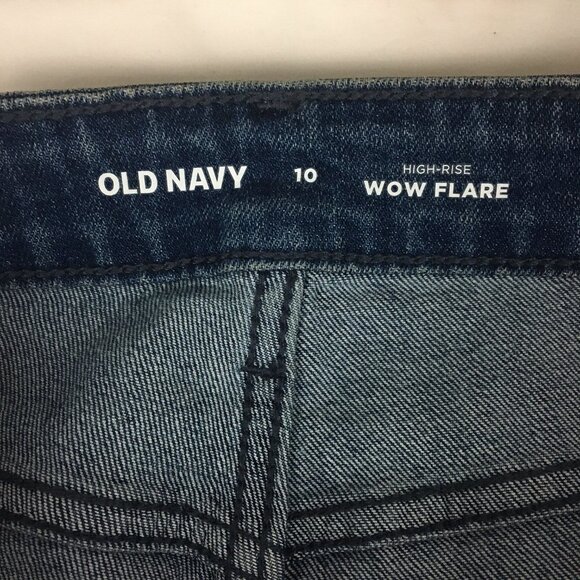 OLD NAVY
10
HIGH-RISE
WOW FLARE